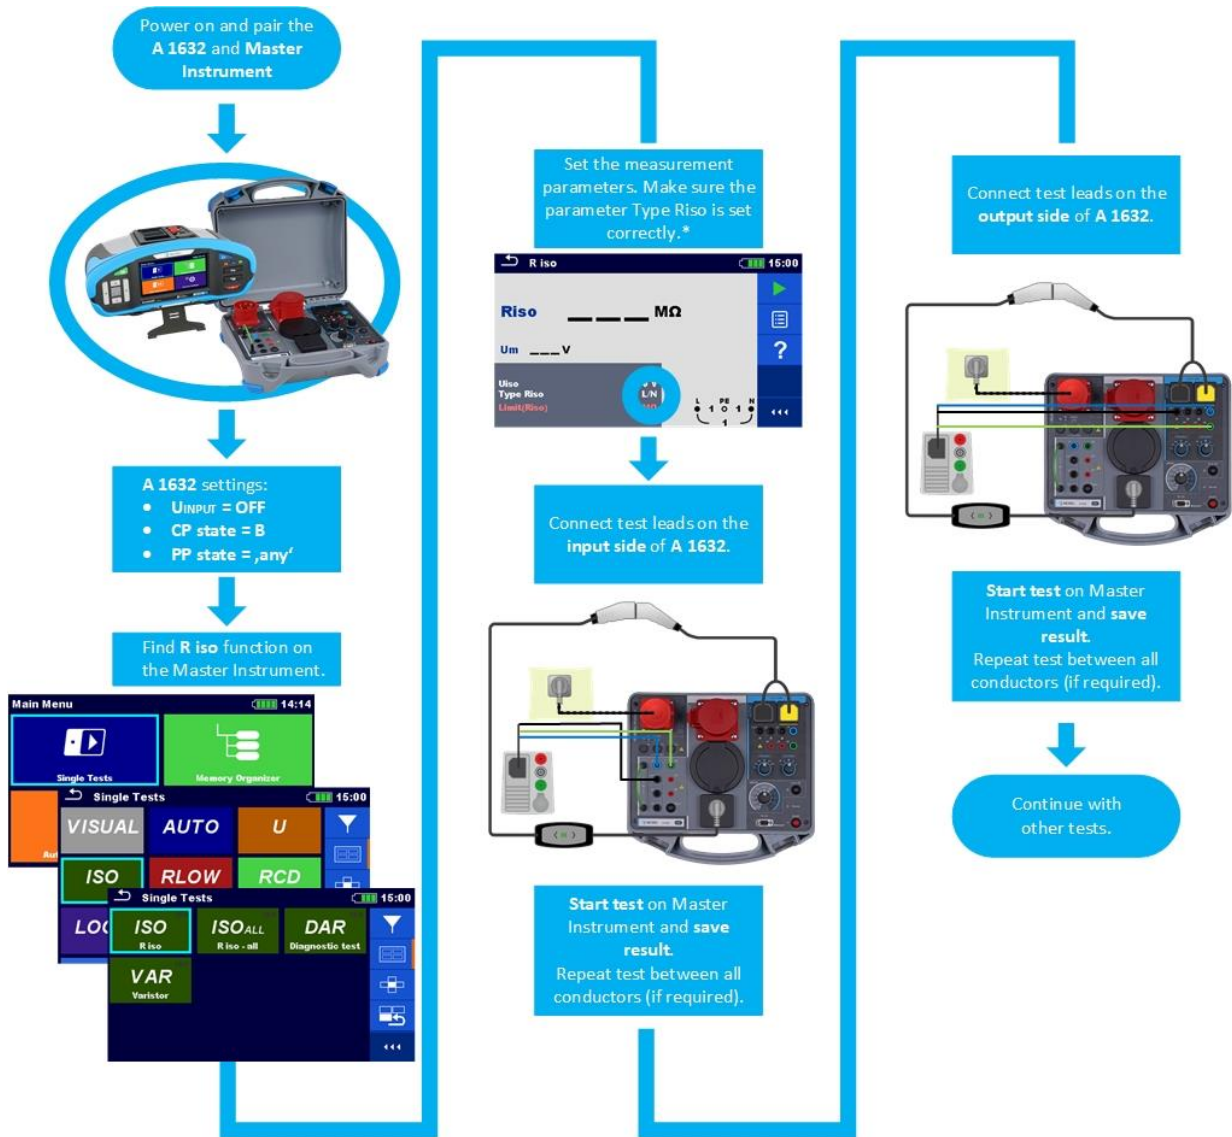 Power on and pair the
A 1632 and Master
Instrument
A 1632 settings:
• UINPUT = OFF
• CP state = B
• PP state = ‚any‘
Find R iso function on
the Master Instrument.
Main Menu 14:14
Single Tests
Memory Organizer
Single Tests 15:00
VISUAL
AUTO
U
ISO
RLOW
RCD
Single Tests 15:00
ISO
R iso
ISOALL
R iso - all
DAR
Diagnostic test
VAR
Varistor
Set the measurement
parameters. Make sure the
parameter Type Riso is set
correctly.*
R iso 15:00
Riso _ _ _ MΩ
Um _ _ _ V
?
Uiso
Type Riso L/N
Limit(Riso)
L PE N
1 1
1
Connect test leads on the
input side of A 1632.
Start test on Master
Instrument and save
result.
Repeat test between all
conductors (if required).
Connect test leads on the
output side of A 1632.
Start test on Master
Instrument and save
result.
Repeat test between all
conductors (if required).
Continue with
other tests.